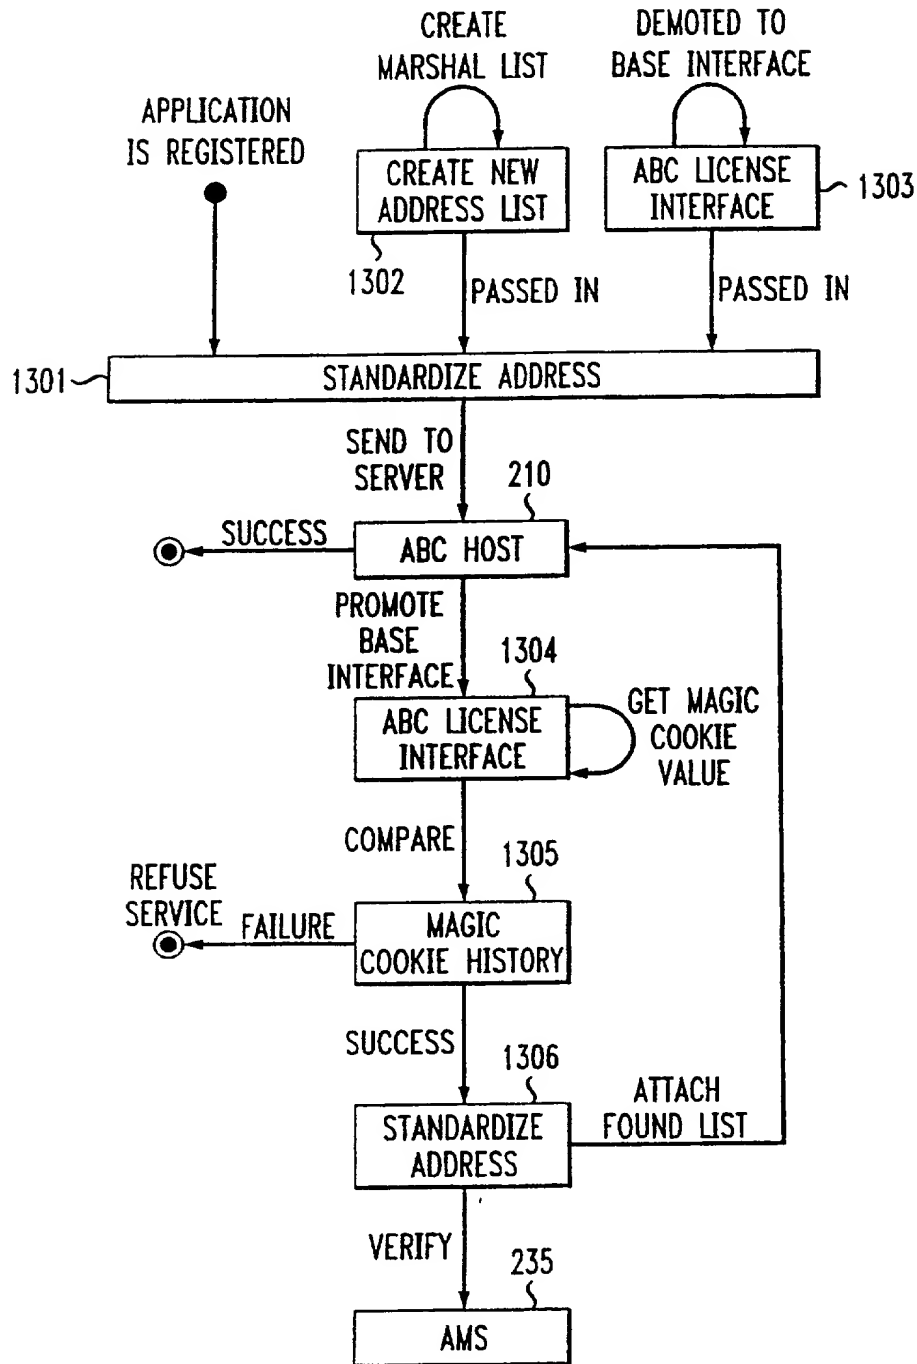 CREATE
MARSHAL LIST
DEMOTED TO
BASE INTERFACE
APPLICATION
IS REGISTERED
CREATE NEW
ADDRESS LIST
ABC LICENSE
INTERFACE
1303
1302
PASSED IN
PASSED IN
1301
STANDARDIZE ADDRESS
SEND TO
SERVER
210
SUCCESS
ABC HOST
PROMOTE
BASE
INTERFACE
1304
ABC LICENSE
INTERFACE
GET MAGIC
COOKIE
VALUE
COMPARE
1305
REFUSE
SERVICE
FAILURE
MAGIC
COOKIE HISTORY
SUCCESS
1306
STANDARDIZE
ADDRESS
ATTACH
FOUND LIST
VERIFY
235
AMS